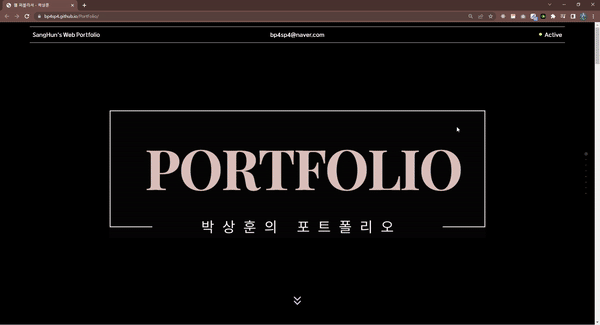 웹 퍼블리셔 - 박상훈
bp4sp4.github.io/Portfolio/
SangHun's Web Portfolio
bp4sp4@naver.com
Active
PORTFOLIO
박상훈의 포트폴리오